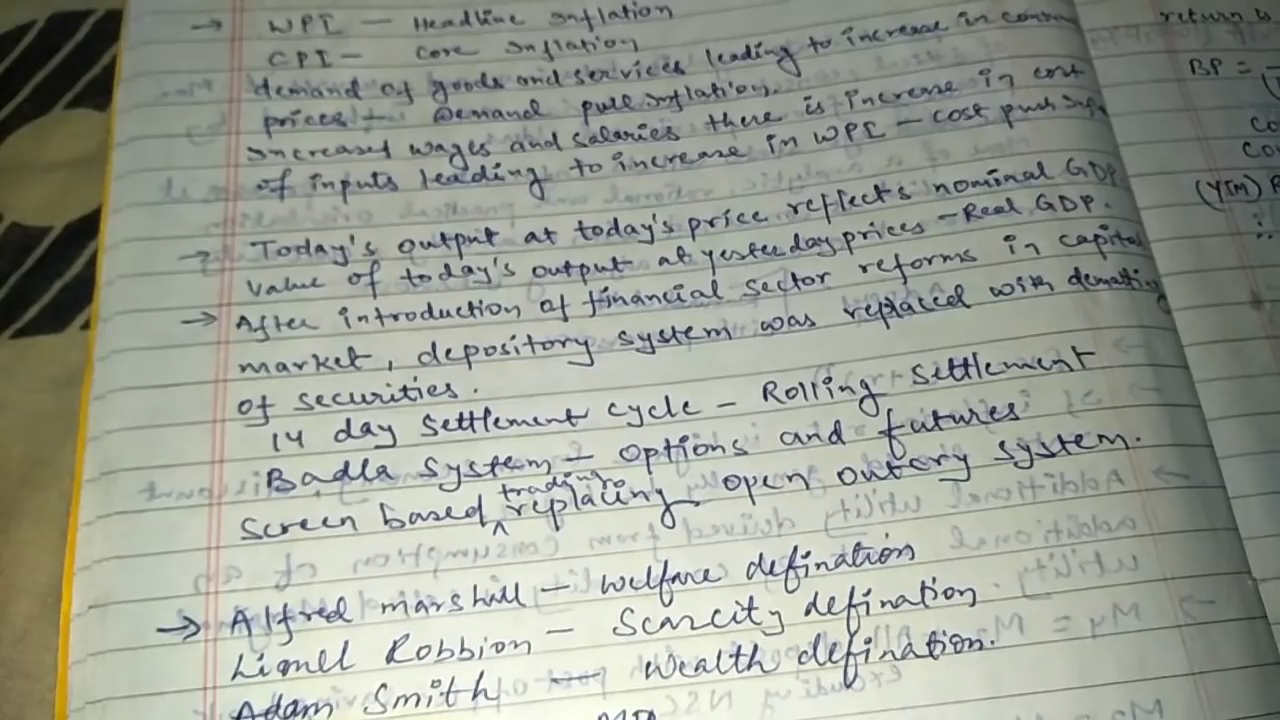 → WPI — Headline inflation
CPI — core inflation
demand of goods and services leading to increase in
prices — Demand pull inflation.
increased wages and salaries there is increase in cost
of inputs leading to increase in WPI — cost push
→ Today's output at today's price reflects nominal GDP.
value of today's output at yesterday prices — Real GDP.
→ After introduction of financial sector reforms in capital
market, depository system was replaced with
of securities.
14 day settlement cycle — Rolling settlement
Badla system — options and futures
Screen based trading replacing open outcry system.
→ Alfred marshall — welfare defination
Lionel Robbion — Scarcity defination.
Adam Smith — wealth defination.
return is
BP =
(Y(M)
∴